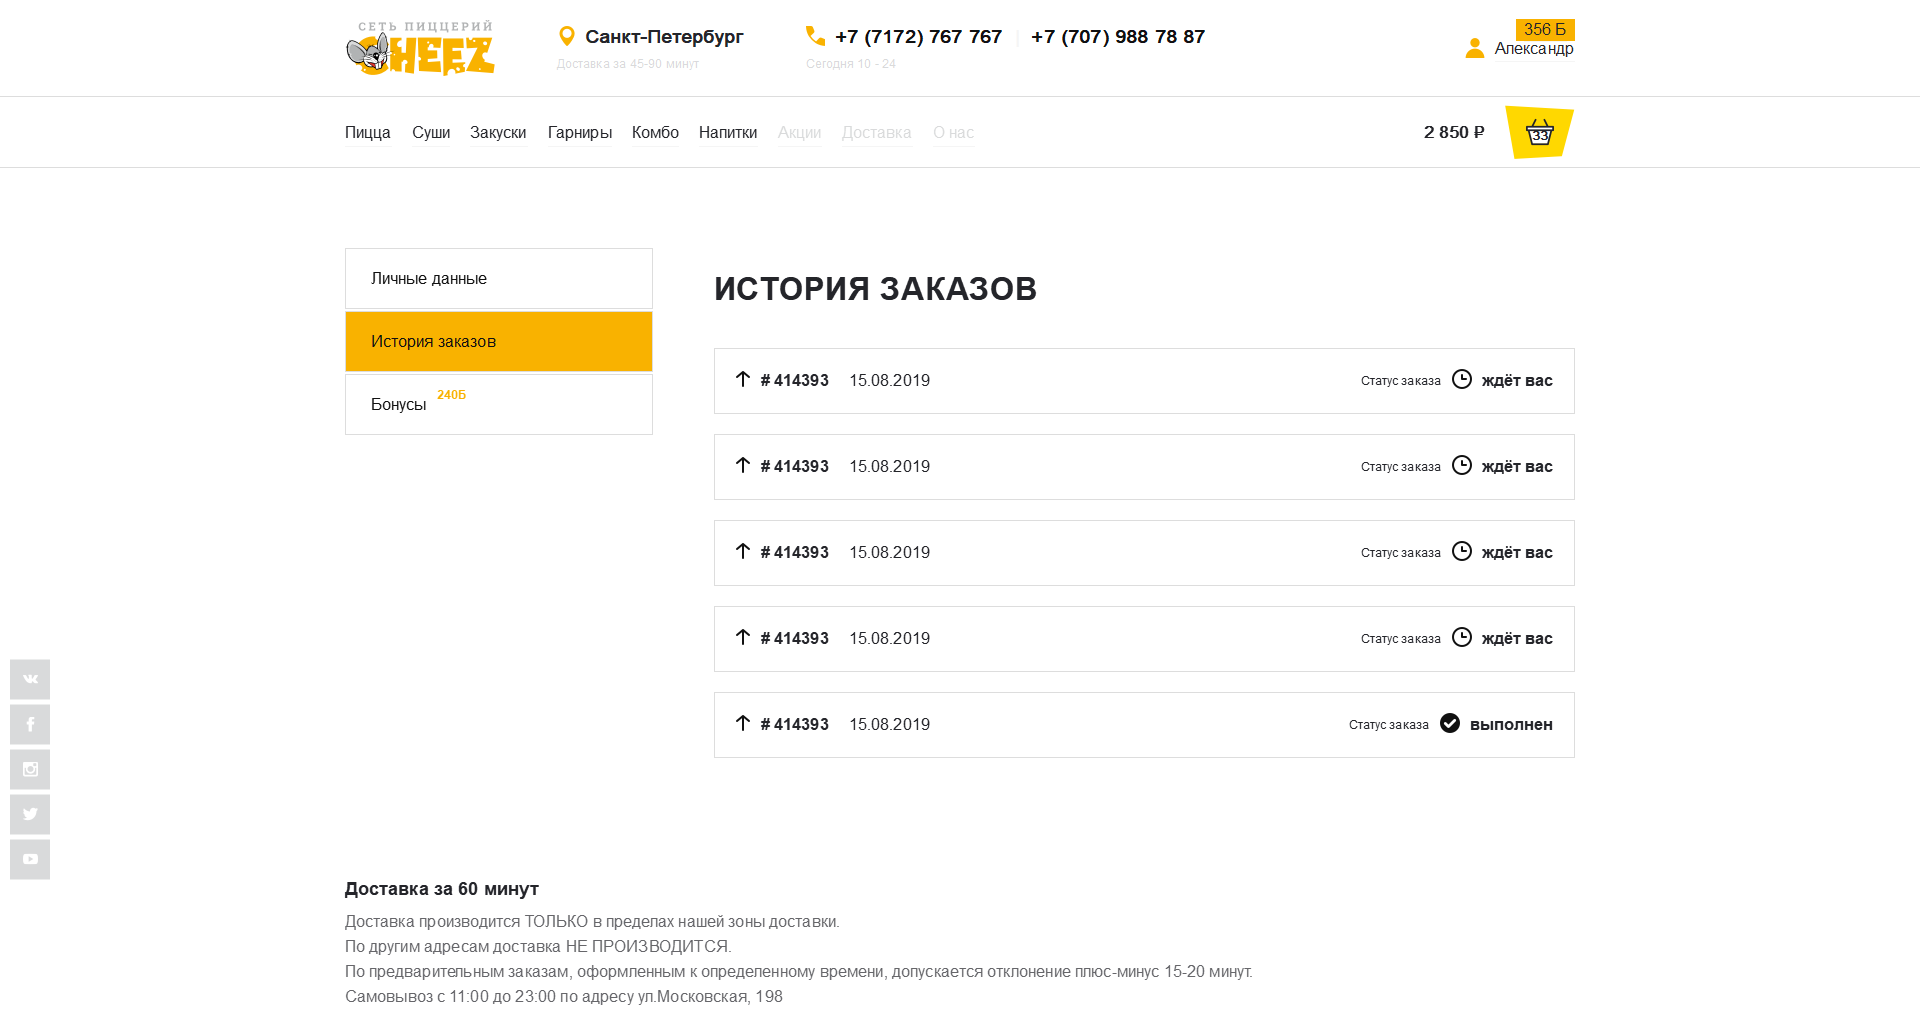 СЕТЬ ПИЦЦЕРИЙ
CHEEZ
Санкт-Петербург
Доставка за 45-90 минут
+7 (7172) 767 767 | +7 (707) 988 78 87
Сегодня 10 - 24
356 Б
Александр
Пицца Суши Закуски Гарниры Комбо Напитки Акции Доставка О нас
2 850 ₽
33
Личные данные
История заказов
Бонусы 240Б
ИСТОРИЯ ЗАКАЗОВ
# 414393 15.08.2019 Статус заказа ждёт вас
# 414393 15.08.2019 Статус заказа ждёт вас
# 414393 15.08.2019 Статус заказа ждёт вас
# 414393 15.08.2019 Статус заказа ждёт вас
# 414393 15.08.2019 Статус заказа выполнен
Доставка за 60 минут
Доставка производится ТОЛЬКО в пределах нашей зоны доставки.
По другим адресам доставка НЕ ПРОИЗВОДИТСЯ.
По предварительным заказам, оформленным к определенному времени, допускается отклонение плюс-минус 15-20 минут.
Самовывоз с 11:00 до 23:00 по адресу ул.Московская, 198